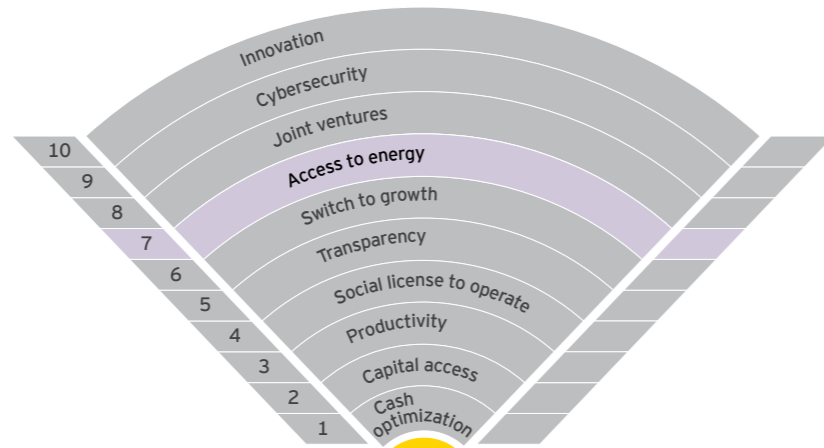 Innovation
Cybersecurity
Joint ventures
Access to energy
Switch to growth
Transparency
Social license to operate
Productivity
Capital access
Cash
optimization
10
9
8
7
6
5
4
3
2
1